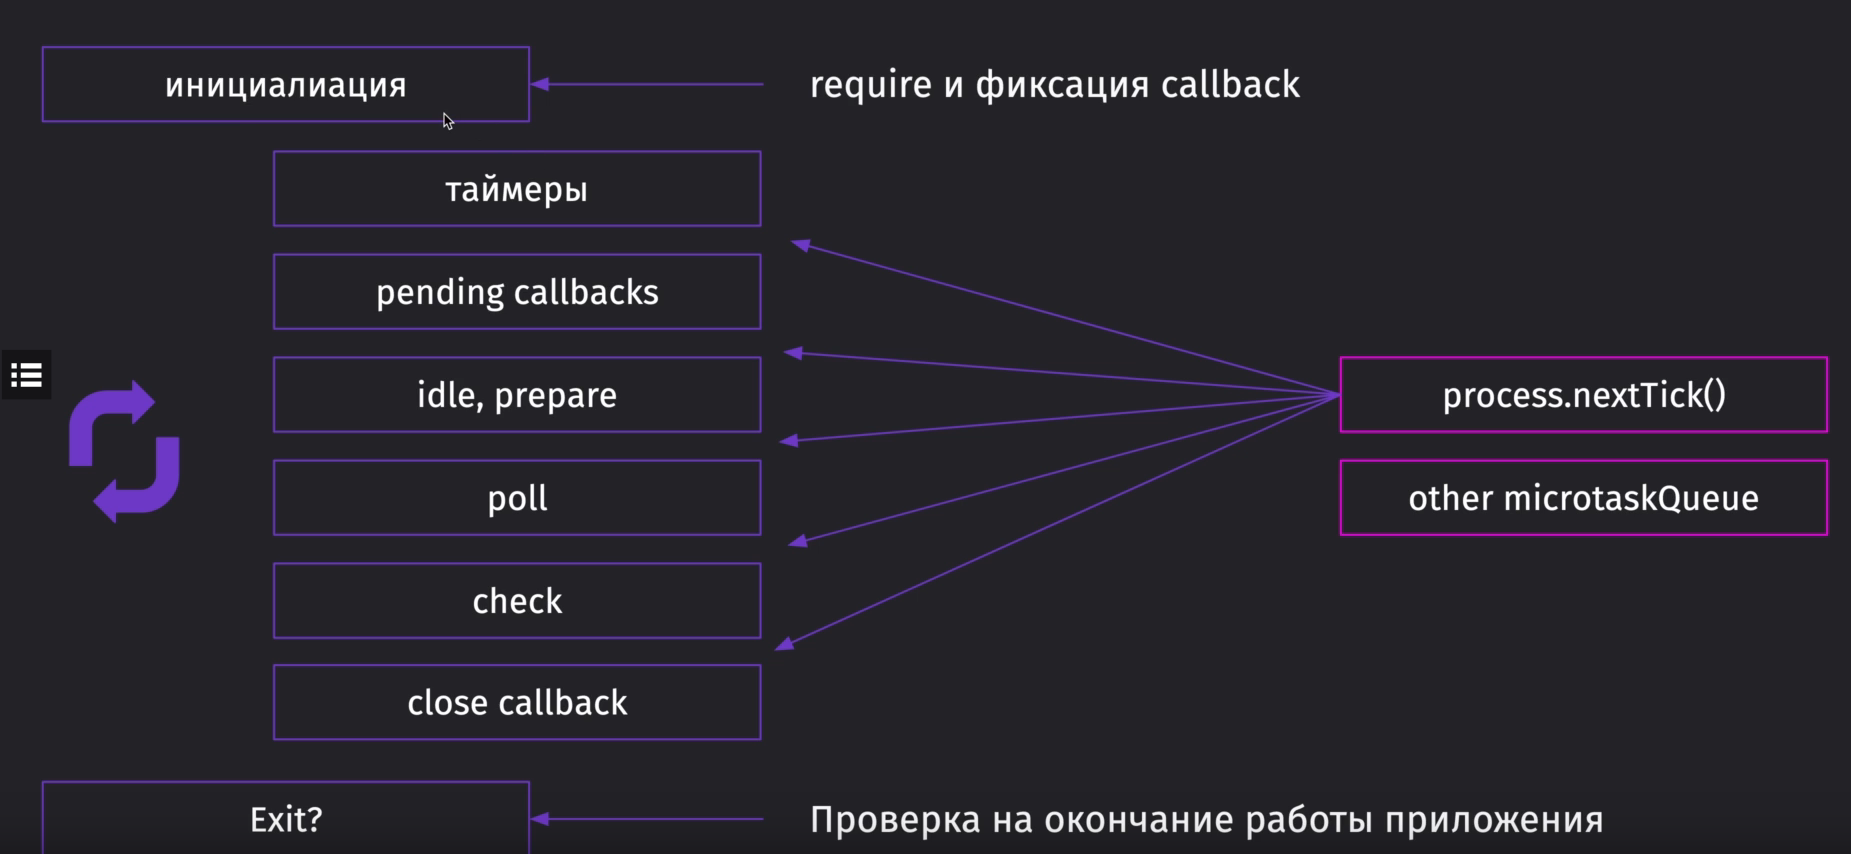 инициалиация
require и фиксация callback
таймеры
pending callbacks
idle, prepare
process.nextTick()
poll
other microtaskQueue
check
close callback
Exit?
Проверка на окончание работы приложения